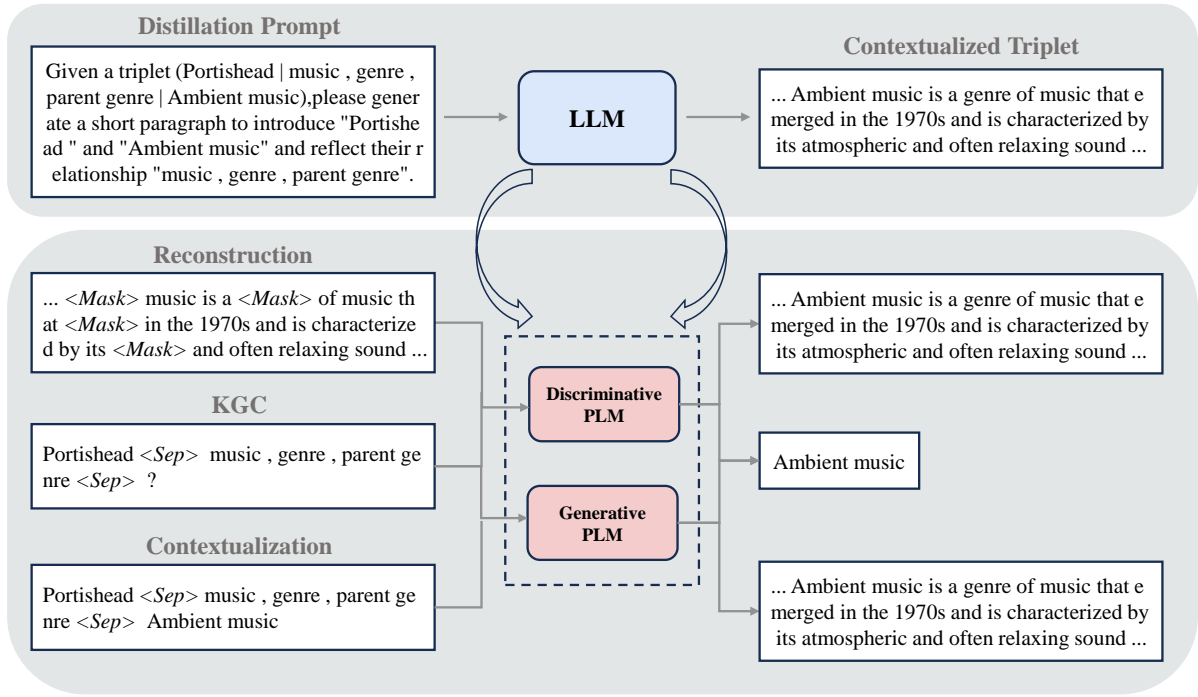 Distillation Prompt
Given a triplet (Portishead | music , genre ,
parent genre | Ambient music),please gener
ate a short paragraph to introduce "Portishe
ad " and "Ambient music" and reflect their r
elationship "music , genre , parent genre".
LLM
Contextualized Triplet
... Ambient music is a genre of music that e
merged in the 1970s and is characterized by
its atmospheric and often relaxing sound ...
Reconstruction
... <Mask> music is a <Mask> of music th
at <Mask> in the 1970s and is characterize
d by its <Mask> and often relaxing sound ...
KGC
Portishead <Sep> music , genre , parent ge
nre <Sep> ?
Contextualization
Portishead <Sep> music , genre , parent ge
nre <Sep> Ambient music
Discriminative
PLM
Generative
PLM
... Ambient music is a genre of music that e
merged in the 1970s and is characterized by
its atmospheric and often relaxing sound ...
Ambient music
... Ambient music is a genre of music that e
merged in the 1970s and is characterized by
its atmospheric and often relaxing sound ...